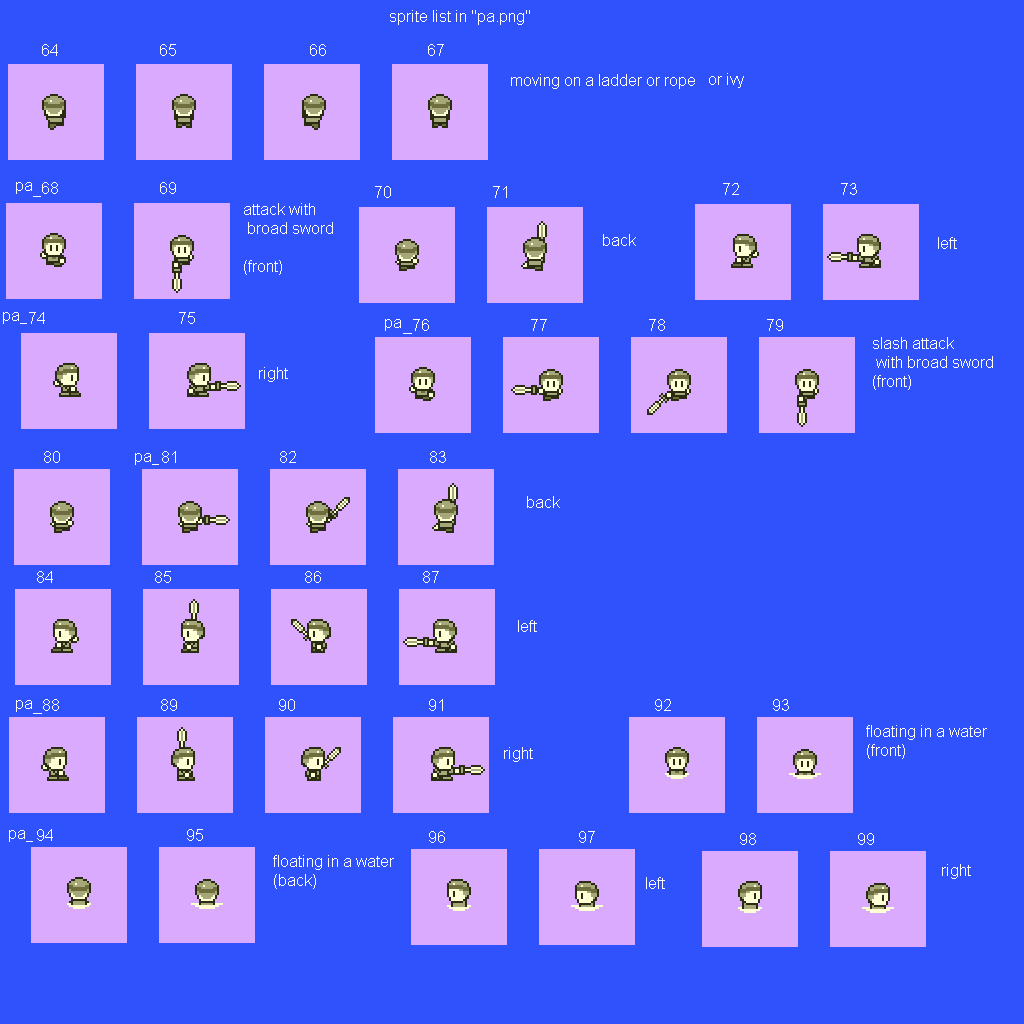 sprite list in "pa.png"
64 65 66 67
moving on a ladder or rope or ivy
pa_68 69 70 71 72 73
attack with
broad sword
(front)
back
left
pa_74 75 pa_76 77 78 79
right
slash attack
with broad sword
(front)
80 pa_81 82 83
back
84 85 86 87
left
pa_88 89 90 91 92 93
right
floating in a water
(front)
pa_94 95 96 97 98 99
floating in a water
(back)
left
right